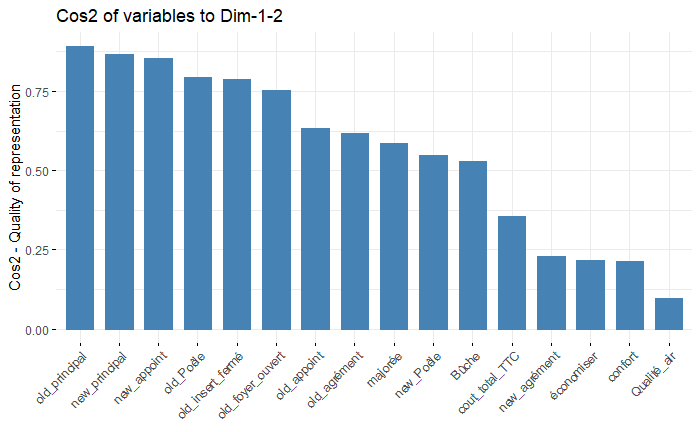 Cos2 of variables to Dim-1-2
Cos2 - Quality of representation
0.75
0.50
0.25
0.00
old_principal
new_principal
new_appoint
old_Poêle
old_insert_fermé
old_foyer_ouvert
old_appoint
old_agrément
majorée
new_Poêle
Bûche
cout_total_TTC
new_agrément
économiser
confort
Qualité_air